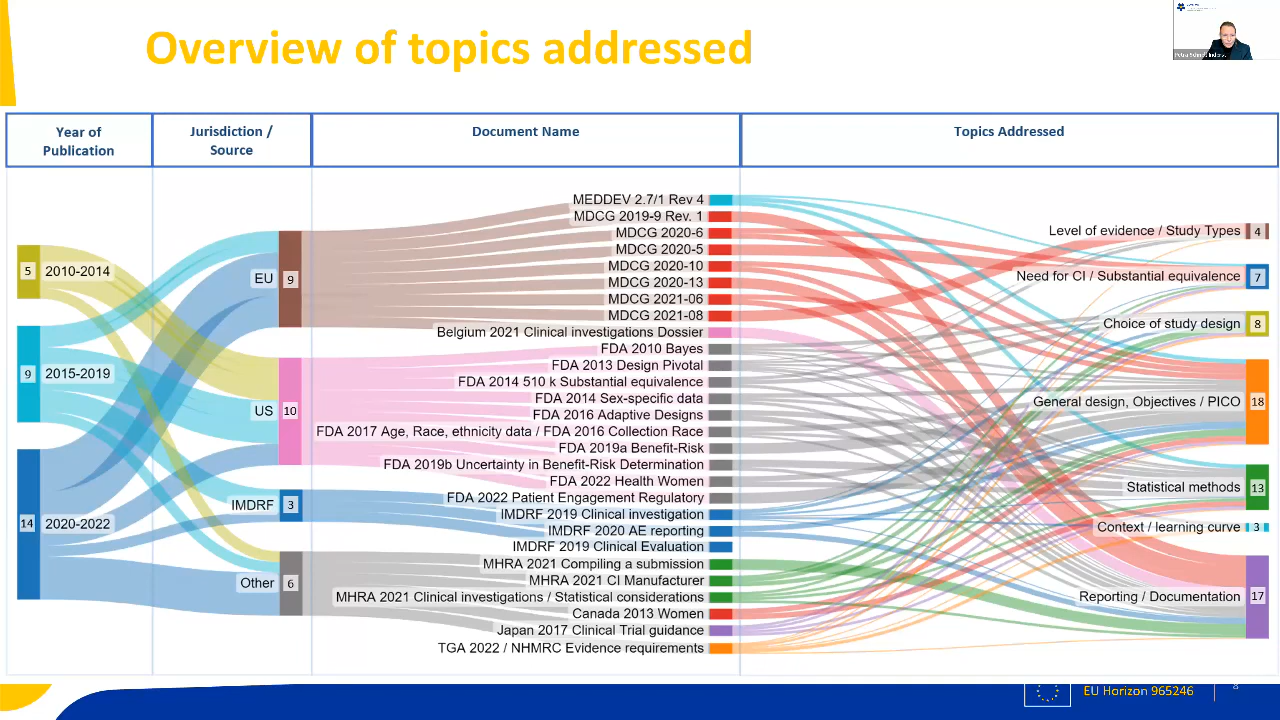 Overview of topics addressed
Year of
Publication
Jurisdiction /
Source
Document Name
Topics Addressed
5
2010-2014
9
2015-2019
14
2020-2022
EU
9
US
10
IMDRF
3
Other
6
MEDDEV 2.7/1 Rev 4
MDCG 2019-9 Rev. 1
MDCG 2020-6
MDCG 2020-5
MDCG 2020-10
MDCG 2020-13
MDCG 2021-06
MDCG 2021-08
Belgium 2021 Clinical investigations Dossier
FDA 2010 Bayes
FDA 2013 Design Pivotal
FDA 2014 510 k Substantial equivalence
FDA 2014 Sex-specific data
FDA 2016 Adaptive Designs
FDA 2017 Age, Race, ethnicity data / FDA 2016 Collection Race
FDA 2019a Benefit-Risk
FDA 2019b Uncertainty in Benefit-Risk Determination
FDA 2022 Health Women
FDA 2022 Patient Engagement Regulatory
IMDRF 2019 Clinical investigation
IMDRF 2020 AE reporting
IMDRF 2019 Clinical Evaluation
MHRA 2021 Compiling a submission
MHRA 2021 CI Manufacturer
MHRA 2021 Clinical investigations / Statistical considerations
Canada 2013 Women
Japan 2017 Clinical Trial guidance
TGA 2022 / NHMRC Evidence requirements
Level of evidence / Study Types
4
Need for CI / Substantial equivalence
7
Choice of study design
8
General design, Objectives / PICO
18
Statistical methods
13
Context / learning curve
3
Reporting / Documentation
17
EU Horizon 965246
8